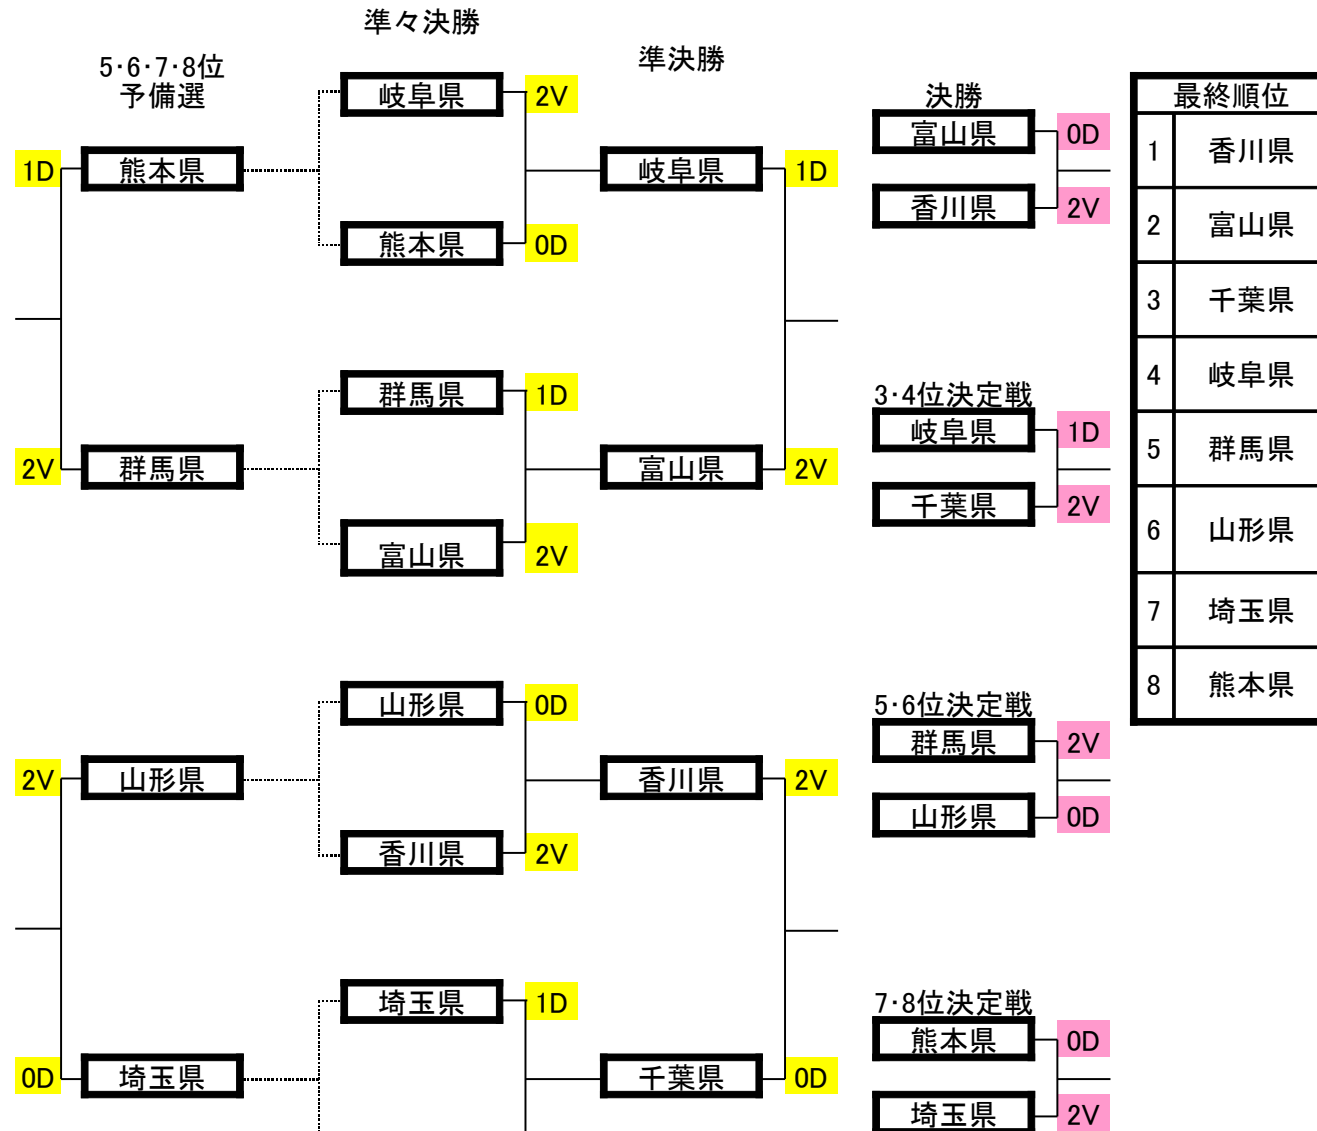 準々決勝
5・6・7・8位
予備選
準決勝
岐阜県 2V
決勝
最終順位
富山県 0D
1 香川県
1D 熊本県
岐阜県 1D
香川県 2V
2 富山県
熊本県 0D
3 千葉県
4 岐阜県
群馬県 1D
3・4位決定戦
岐阜県 1D
5 群馬県
2V 群馬県
富山県 2V
千葉県 2V
6 山形県
富山県 2V
7 埼玉県
8 熊本県
山形県 0D
5・6位決定戦
群馬県 2V
2V 山形県
香川県 2V
山形県 0D
香川県 2V
埼玉県 1D
7・8位決定戦
熊本県 0D
0D 埼玉県
千葉県 0D
埼玉県 2V